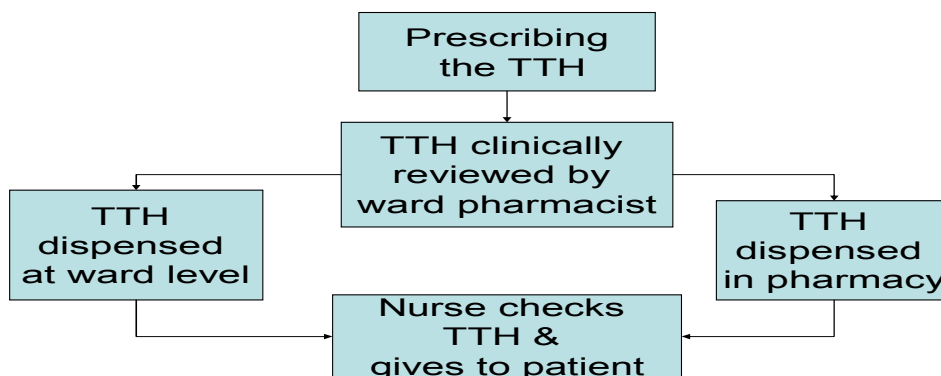 Prescribing
the TTH
TTH clinically
reviewed by
ward pharmacist
TTH
dispensed
at ward level
TTH
dispensed
in pharmacy
Nurse checks
TTH &
gives to patient